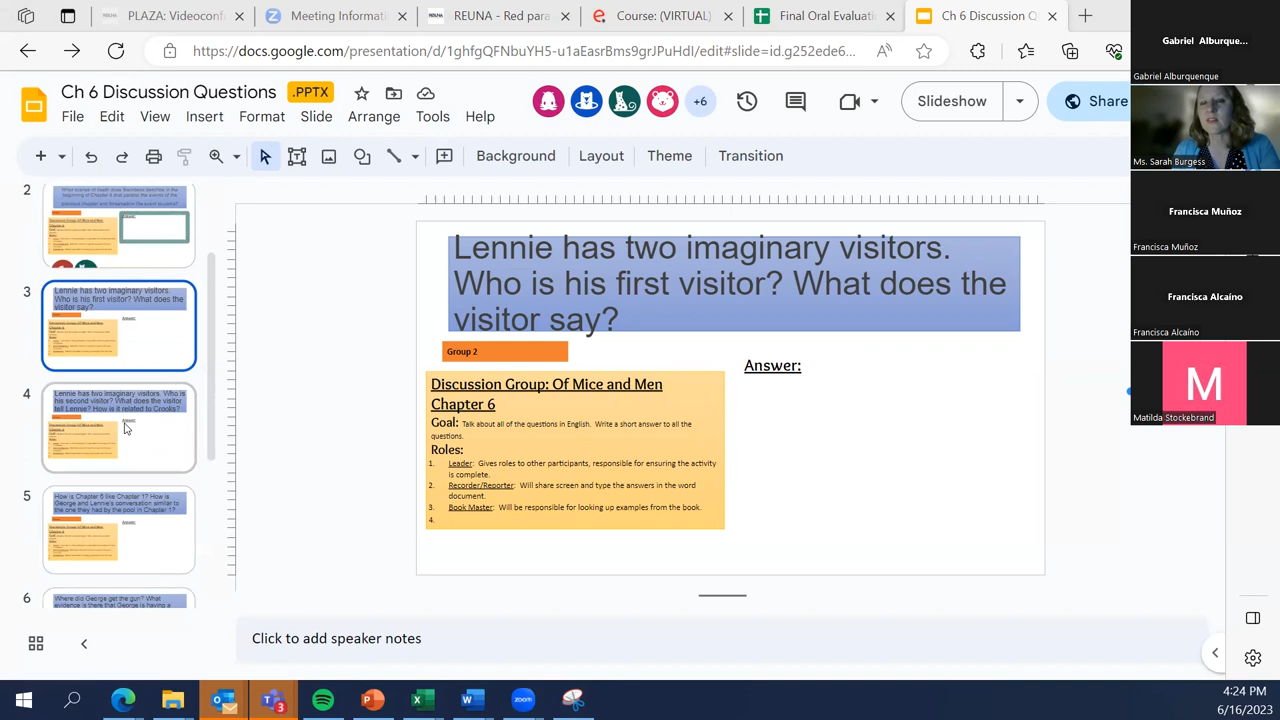 PLAZA: Videoconf
Meeting Informati
REUNA - Red para
Course: (VIRTUAL)
Final Oral Evaluati
Ch 6 Discussion Q
https://docs.google.com/presentation/d/1ghfgQFNbuYH5-u1aEasrBms9grJPuHdI/edit#slide=id.g252ede6...
Ch 6 Discussion Questions
.PPTX
+6
Slideshow
Share
File Edit View Insert Format Slide Arrange Tools Help
Background Layout Theme Transition
2
3
Lennie has two imaginary visitors.
Who is his first visitor? What does the
visitor say?
4
Lennie has two imaginary visitors. Who is
his second visitor? What does the visitor
tell Lennie? How is it related to Crooks?
5
How is Chapter 6 like Chapter 1? How is
George and Lennie's conversation similar to
the one they had by the pool in Chapter 1?
6
Where did George get the gun? What
evidence is there that George is having a
Lennie has two imaginary visitors.
Who is his first visitor? What does the
visitor say?
Group 2
Answer:
Discussion Group: Of Mice and Men
Chapter 6
Goal: Talk about all of the questions in English. Write a short answer to all the
questions.
Roles:
1. Leader: Gives roles to other participants, responsible for ensuring the activity
is complete.
2. Recorder/Reporter: Will share screen and type the answers in the word
document.
3. Book Master: Will be responsible for looking up examples from the book.
4.
Click to add speaker notes
Gabriel Alburque...
Gabriel Alburquenque
Ms. Sarah Burgess
Francisca Muñoz
Francisca Muñoz
Francisca Alcaíno
Francisca Alcaíno
M
Matilda Stockebrand
4:24 PM
6/16/2023